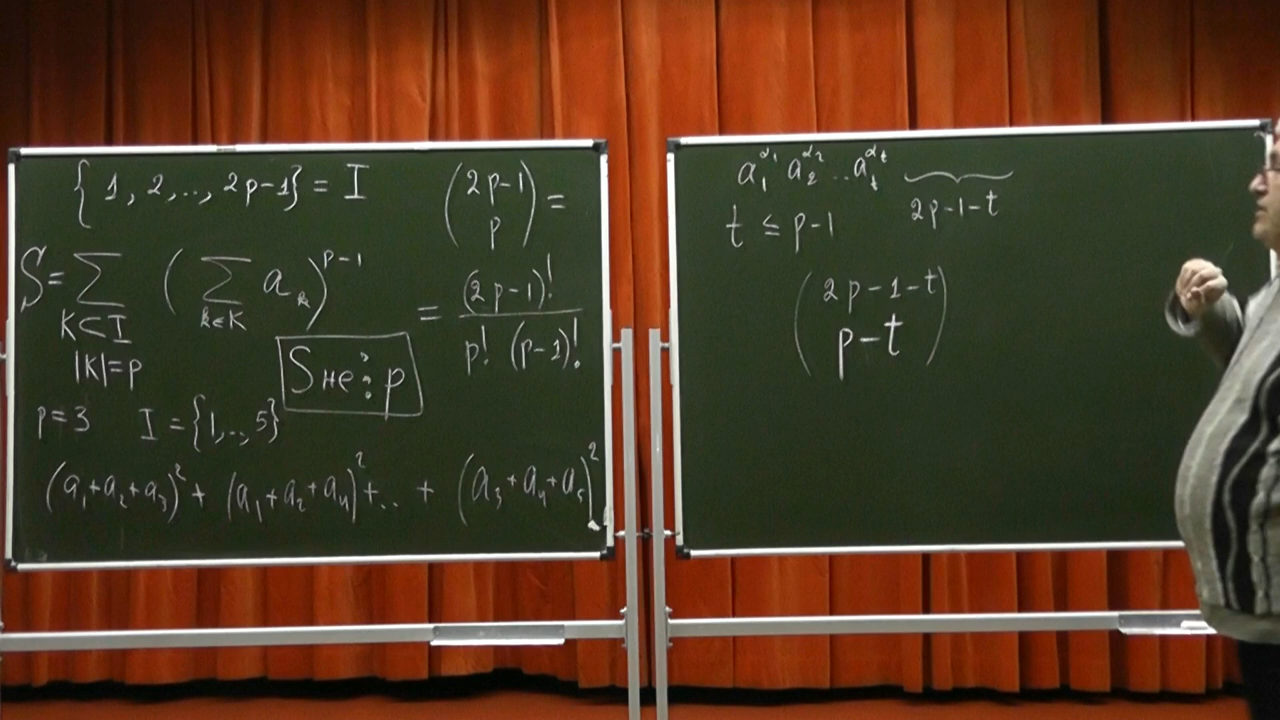 {1, 2, .., 2p-1} = I
S = ∑_{K⊂I, |K|=p} (∑_{k∈K} a_k)^{p-1}
S не ⋮ p
p=3 I = {1, .., 5}
(a₁+a₂+a₃)² + (a₁+a₂+a₄)² + .. + (a₃+a₄+a₅)²
(2p-1 p) =
= (2p-1)! / p! (p-1)!
a₁^{α₁} a₂^{α₂} .. a_t^{α_t} ⏞ 2p-1-t
t ≤ p-1
(2p-1-t
p-t)